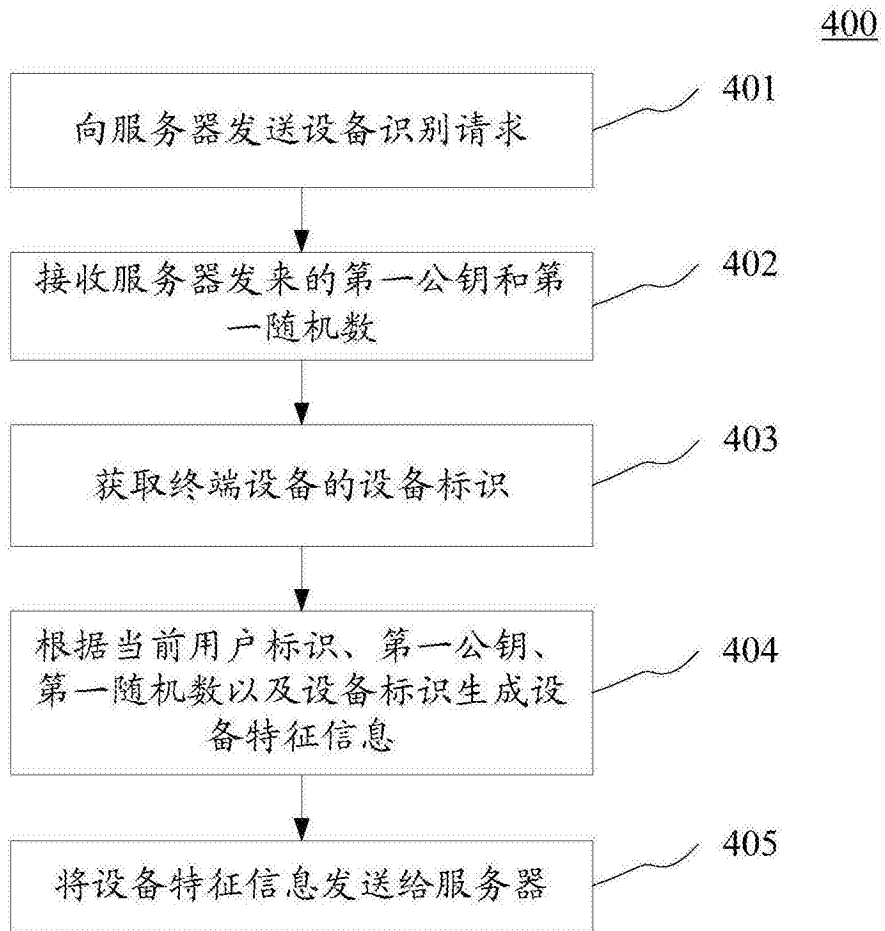 400
向服务器发送设备识别请求
401
接收服务器发来的第一公钥和第
一随机数
402
获取终端设备的设备标识
403
根据当前用户标识、第一公钥、
第一随机数以及设备标识生成设
备特征信息
404
将设备特征信息发送给服务器
405